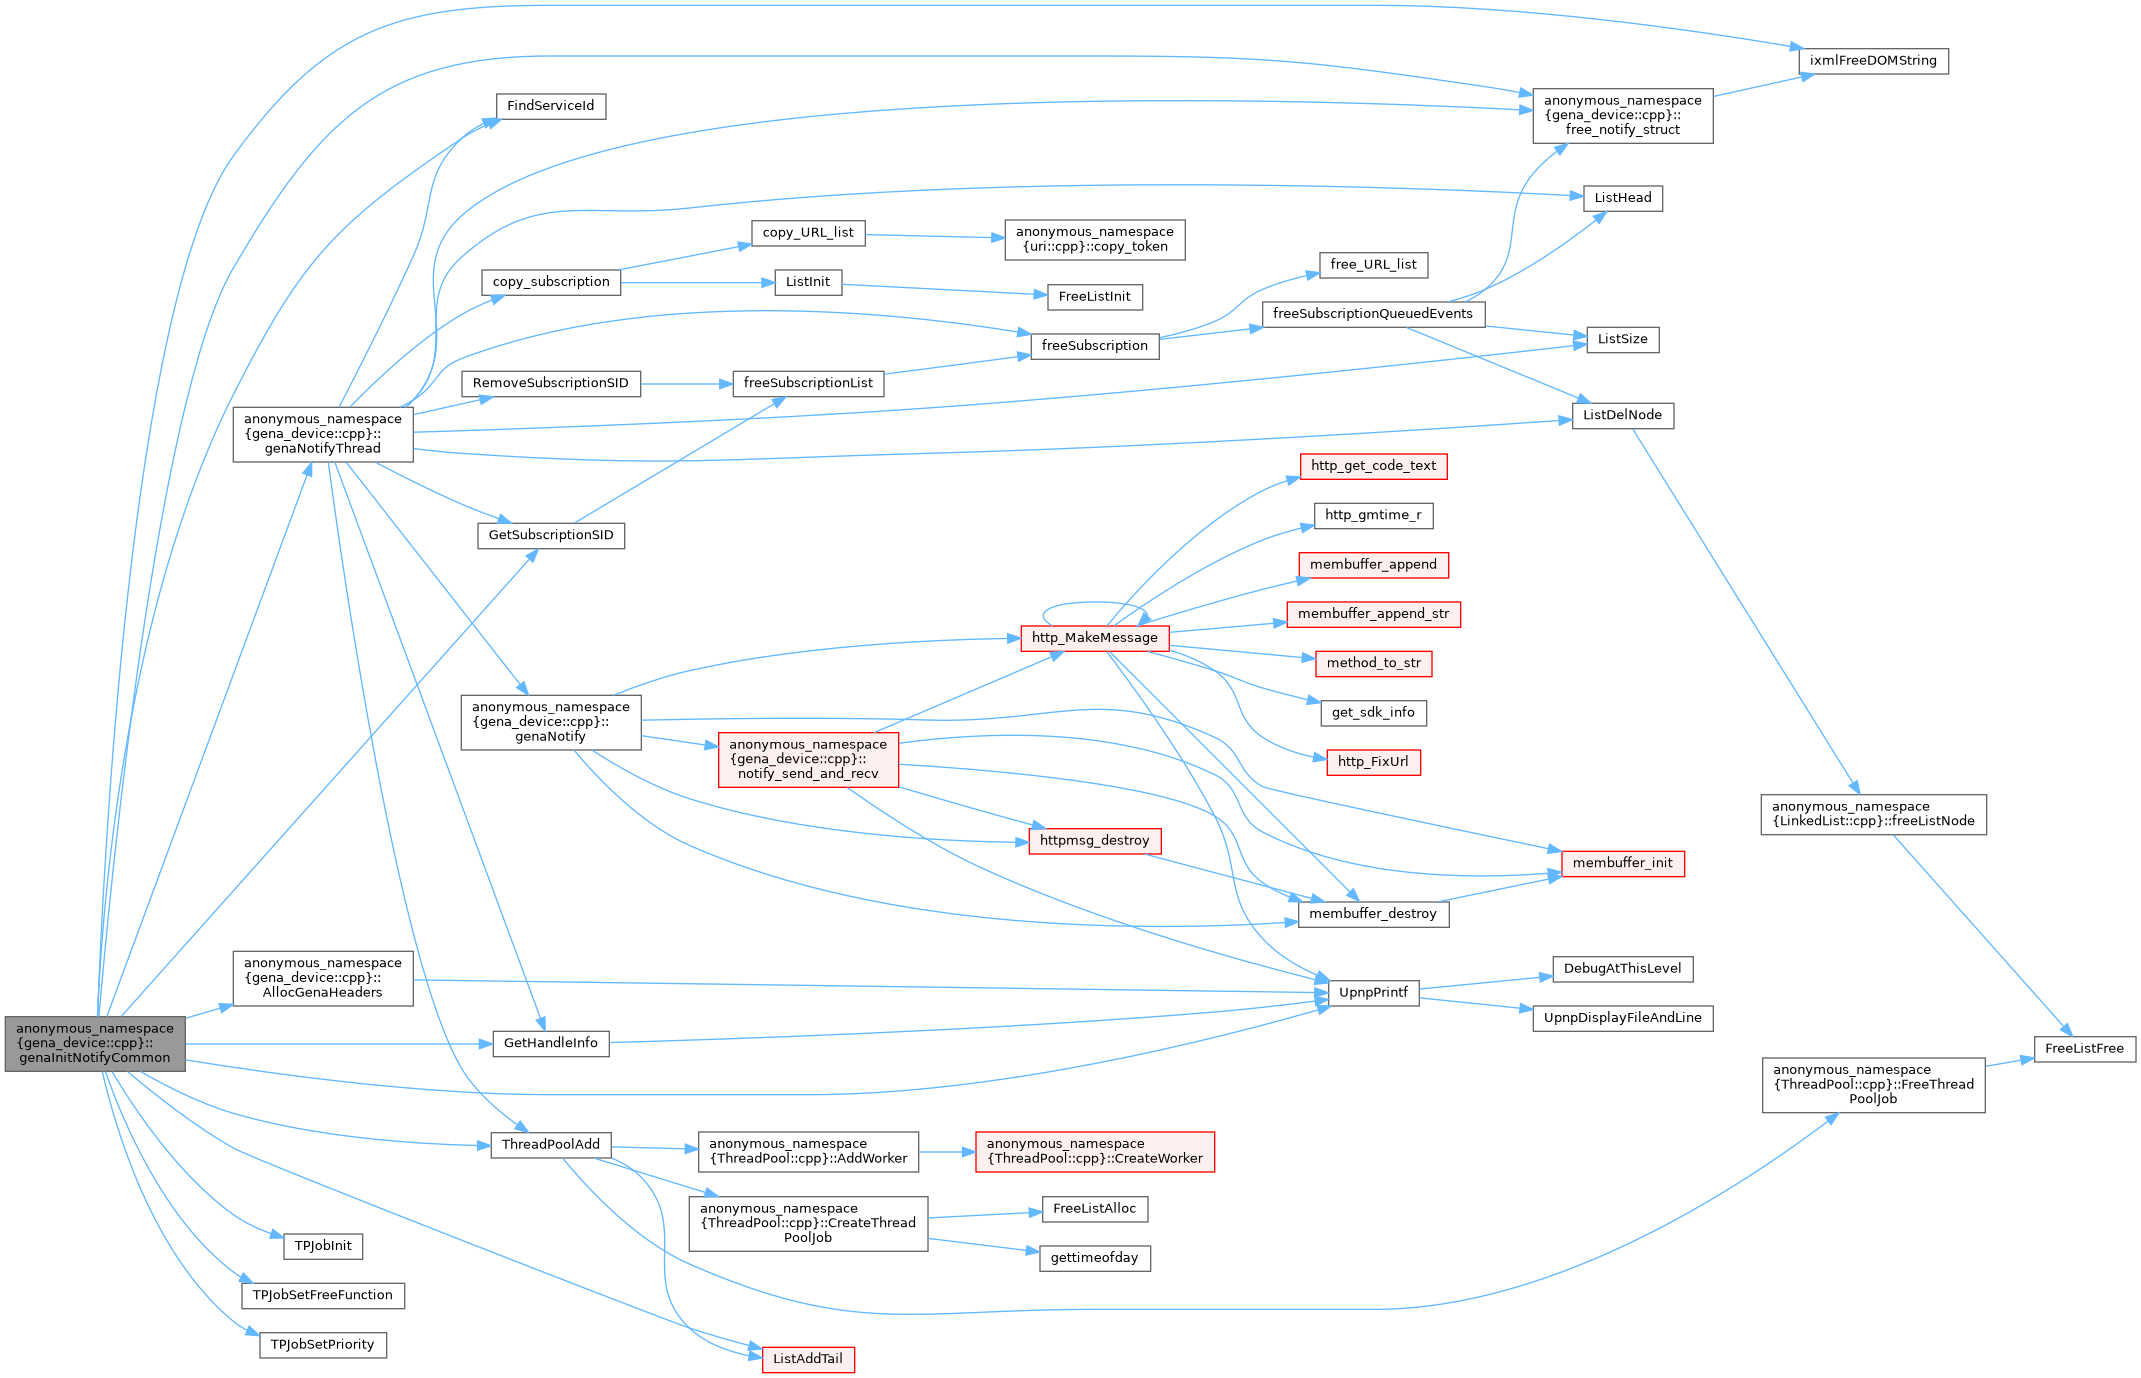 ixmlFreeDOMString
FindServiceId
anonymous_namespace
{gena_device::cpp}::
free_notify_struct
ListHead
copy_URL_list
anonymous_namespace
{uri::cpp}::copy_token
free_URL_list
copy_subscription
ListInit
FreeListInit
freeSubscriptionQueuedEvents
freeSubscription
ListSize
RemoveSubscriptionSID
freeSubscriptionList
ListDelNode
anonymous_namespace
{gena_device::cpp}::
genaNotifyThread
http_get_code_text
http_gmtime_r
GetSubscriptionSID
membuffer_append
membuffer_append_str
http_MakeMessage
method_to_str
get_sdk_info
anonymous_namespace
{gena_device::cpp}::
genaNotify
anonymous_namespace
{gena_device::cpp}::
notify_send_and_recv
http_FixUrl
anonymous_namespace
{LinkedList::cpp}::freeListNode
httpmsg_destroy
membuffer_init
membuffer_destroy
anonymous_namespace
{gena_device::cpp}::
AllocGenaHeaders
DebugAtThisLevel
UpnpPrintf
UpnpDisplayFileAndLine
anonymous_namespace
{gena_device::cpp}::
genaInitNotifyCommon
GetHandleInfo
FreeListFree
anonymous_namespace
{ThreadPool::cpp}::FreeThread
PoolJob
ThreadPoolAdd
anonymous_namespace
{ThreadPool::cpp}::AddWorker
anonymous_namespace
{ThreadPool::cpp}::CreateWorker
anonymous_namespace
{ThreadPool::cpp}::CreateThread
PoolJob
FreeListAlloc
gettimeofday
TPJobInit
TPJobSetFreeFunction
TPJobSetPriority
ListAddTail